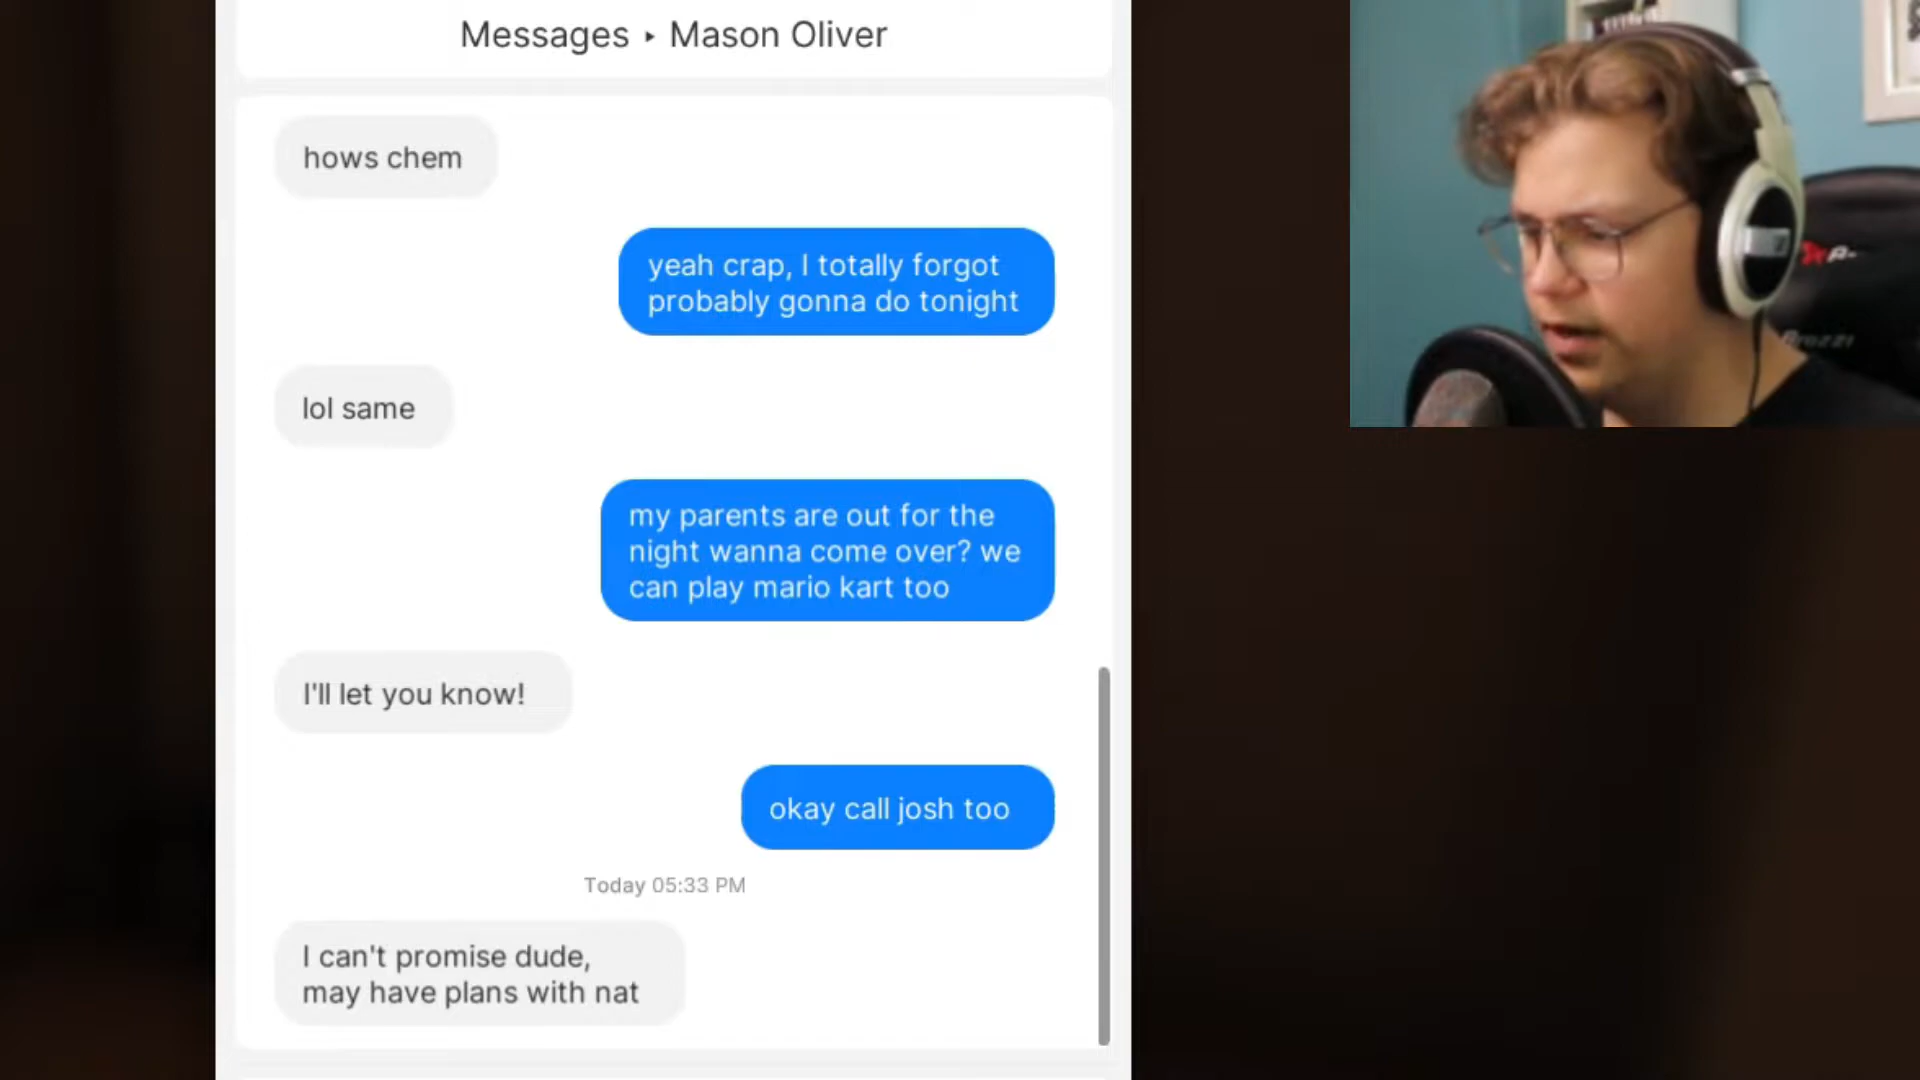 Messages ‣ Mason Oliver
hows chem
yeah crap, I totally forgot
probably gonna do tonight
lol same
my parents are out for the
night wanna come over? we
can play mario kart too
I'll let you know!
okay call josh too
Today 05:33 PM
I can't promise dude,
may have plans with nat